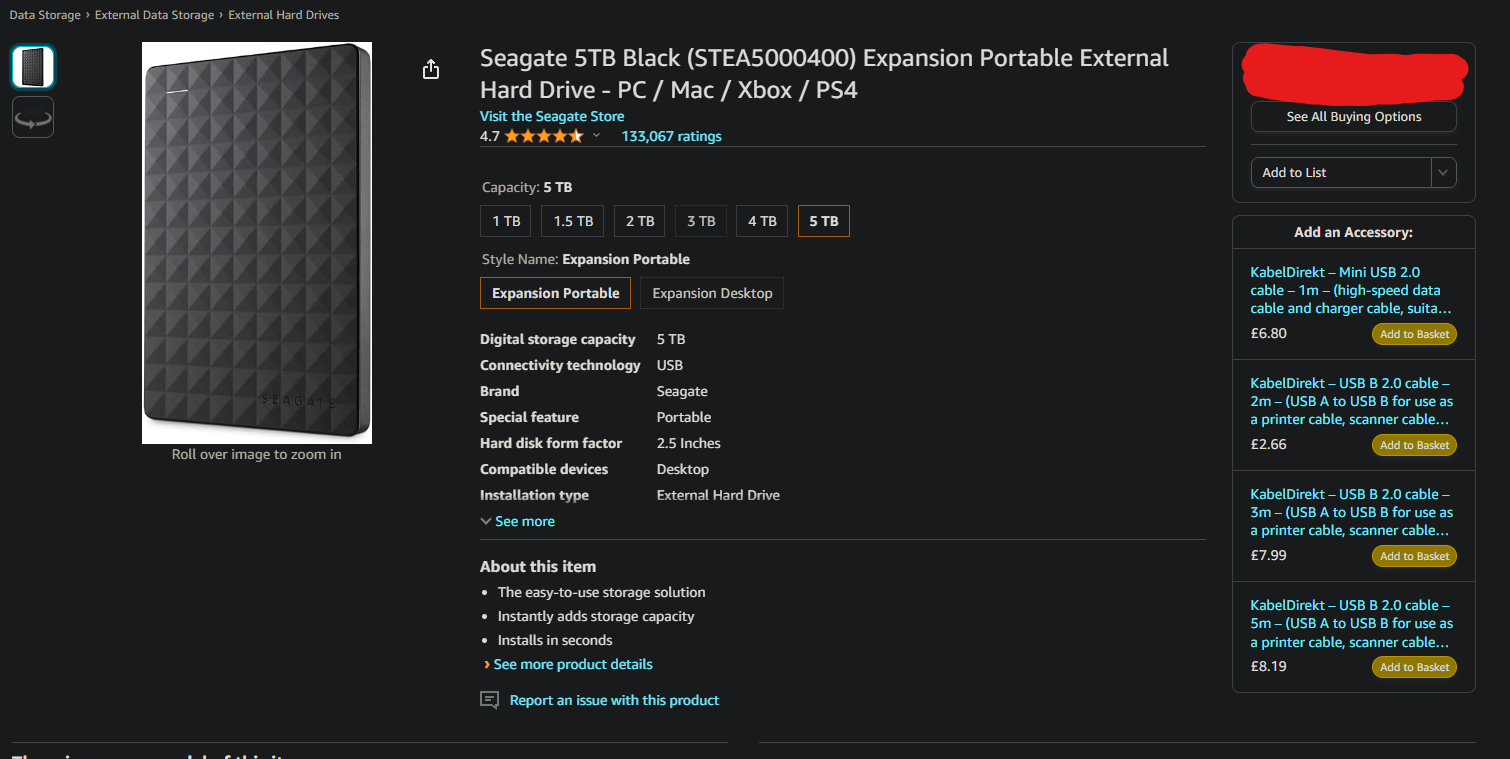 Data Storage › External Data Storage › External Hard Drives
Seagate 5TB Black (STEA5000400) Expansion Portable External
Hard Drive - PC / Mac / Xbox / PS4
Visit the Seagate Store
4.7
133,067 ratings
Capacity: 5 TB
1 TB
1.5 TB
2 TB
3 TB
4 TB
5 TB
Style Name: Expansion Portable
Expansion Portable
Expansion Desktop
Digital storage capacity 5 TB
Connectivity technology USB
Brand Seagate
Special feature Portable
Hard disk form factor 2.5 Inches
Compatible devices Desktop
Installation type External Hard Drive
See more
About this item
• The easy-to-use storage solution
• Instantly adds storage capacity
• Installs in seconds
› See more product details
Report an issue with this product
SEAGATE
Roll over image to zoom in
See All Buying Options
Add to List
Add an Accessory:
KabelDirekt – Mini USB 2.0
cable – 1m – (high-speed data
cable and charger cable, suita…
£6.80
Add to Basket
KabelDirekt – USB B 2.0 cable –
2m – (USB A to USB B for use as
a printer cable, scanner cable…
£2.66
Add to Basket
KabelDirekt – USB B 2.0 cable –
3m – (USB A to USB B for use as
a printer cable, scanner cable…
£7.99
Add to Basket
KabelDirekt – USB B 2.0 cable –
5m – (USB A to USB B for use as
a printer cable, scanner cable…
£8.19
Add to Basket